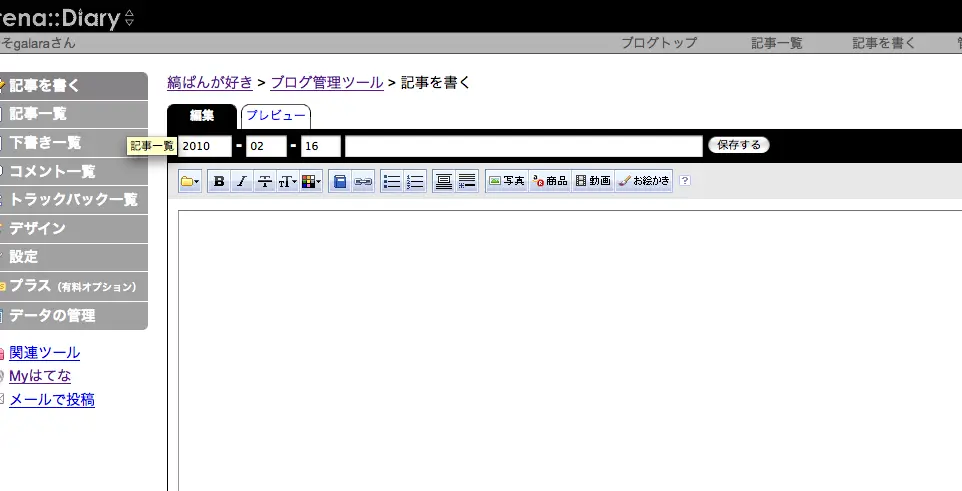 rena::Diary
そgalaraさん
ブログトップ 記事一覧 記事を書く
記事を書く
記事一覧
下書き一覧
コメント一覧
トラックバック一覧
デザイン
設定
プラス（有料オプション）
データの管理
関連ツール
Myはてな
メールで投稿
縞ぱんが好き > ブログ管理ツール > 記事を書く
編集 プレビュー
記事一覧
2010 - 02 - 16 保存する
B I T tT 写真 a 商品 動画 お絵かき ?